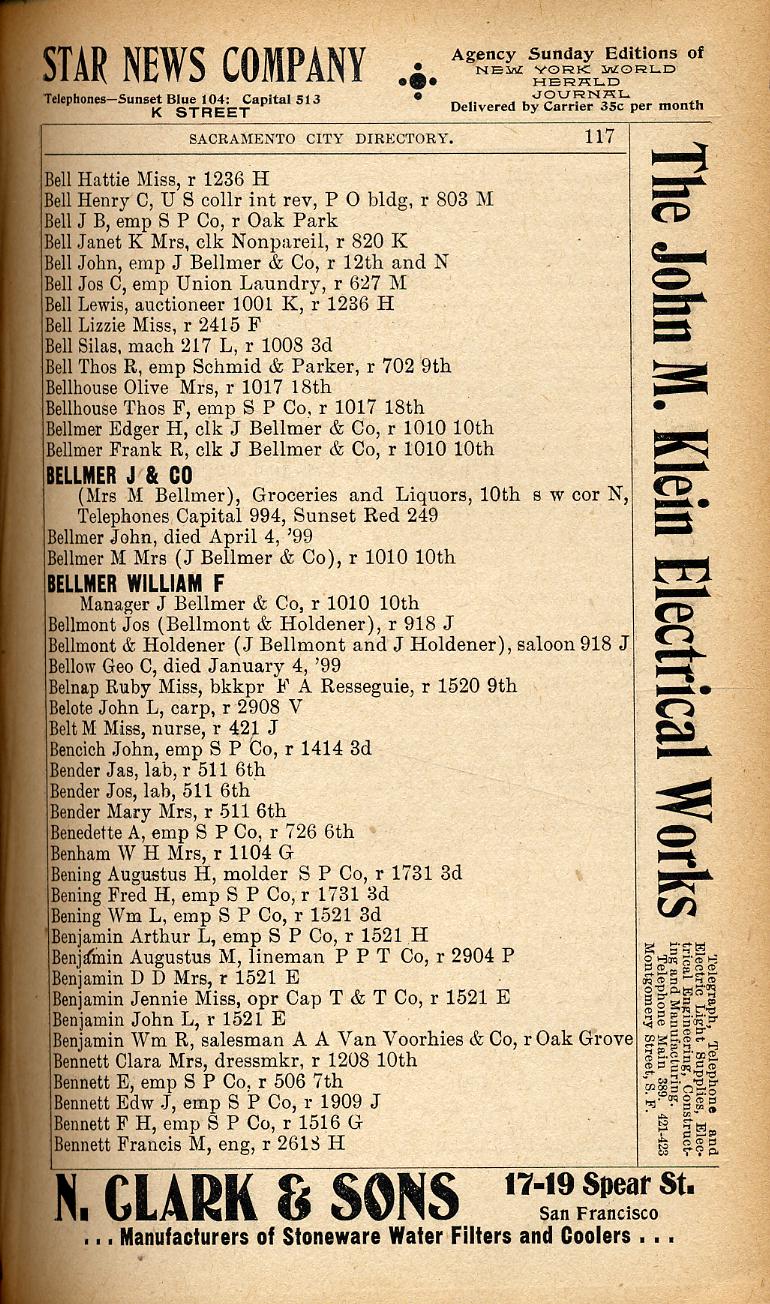 STAR NEWS COMPANY
Telephones—Sunset Blue 104: Capital 513
K STREET
Agency Sunday Editions of
NEW YORK WORLD
HERALD
JOURNAL
Delivered by Carrier 35c per month
SACRAMENTO CITY DIRECTORY. 117
Bell Hattie Miss, r 1236 H
Bell Henry C, U S collr int rev, P O bldg, r 803 M
Bell J B, emp S P Co, r Oak Park
Bell Janet K Mrs, clk Nonpareil, r 820 K
Bell John, emp J Bellmer & Co, r 12th and N
Bell Jos C, emp Union Laundry, r 627 M
Bell Lewis, auctioneer 1001 K, r 1236 H
Bell Lizzie Miss, r 2415 F
Bell Silas, mach 217 L, r 1008 3d
Bell Thos R, emp Schmid & Parker, r 702 9th
Bellhouse Olive Mrs, r 1017 18th
Bellhouse Thos F, emp S P Co, r 1017 18th
Bellmer Edger H, clk J Bellmer & Co, r 1010 10th
Bellmer Frank R, clk J Bellmer & Co, r 1010 10th
BELLMER J & CO
(Mrs M Bellmer), Groceries and Liquors, 10th s w cor N,
Telephones Capital 994, Sunset Red 249
Bellmer John, died April 4, '99
Bellmer M Mrs (J Bellmer & Co), r 1010 10th
BELLMER WILLIAM F
Manager J Bellmer & Co, r 1010 10th
Bellmont Jos (Bellmont & Holdener), r 918 J
Bellmont & Holdener (J Bellmont and J Holdener), saloon 918 J
Bellow Geo C, died January 4, '99
Belnap Ruby Miss, bkkpr F A Resseguie, r 1520 9th
Belote John L, carp, r 2908 V
Belt M Miss, nurse, r 421 J
Bencich John, emp S P Co, r 1414 3d
Bender Jas, lab, r 511 6th
Bender Jos, lab, 511 6th
Bender Mary Mrs, r 511 6th
Benedette A, emp S P Co, r 726 6th
Benham W H Mrs, r 1104 G
Bening Augustus H, molder S P Co, r 1731 3d
Bening Fred H, emp S P Co, r 1731 3d
Bening Wm L, emp S P Co, r 1521 3d
Benjamin Arthur L, emp S P Co, r 1521 H
Benjamin Augustus M, lineman P P T Co, r 2904 P
Benjamin D D Mrs, r 1521 E
Benjamin Jennie Miss, opr Cap T & T Co, r 1521 E
Benjamin John L, r 1521 E
Benjamin Wm R, salesman A A Van Voorhies & Co, r Oak Grove
Bennett Clara Mrs, dressmkr, r 1208 10th
Bennett E, emp S P Co, r 506 7th
Bennett Edw J, emp S P Co, r 1909 J
Bennett F H, emp S P Co, r 1516 G
Bennett Francis M, eng, r 2618 H
The John M. Klein Electrical Works
Telegraph, Telephone and
Electric Light Supplies, Elec-
trical Engineering, Construct-
ing and Manufacturing.
Telephone Main 389. 421-423
Montgomery Street, S. F.
N. CLARK & SONS
17-19 Spear St.
San Francisco
. . . Manufacturers of Stoneware Water Filters and Coolers . . .